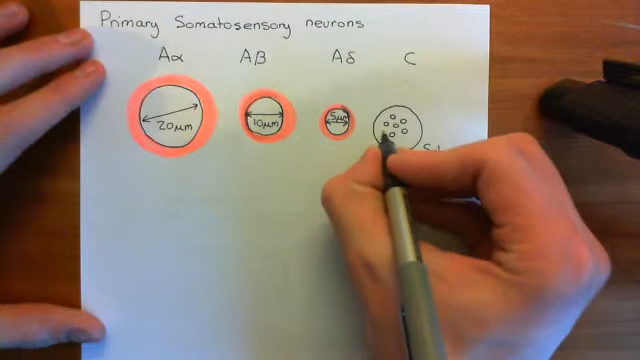 Primary Somatosensory neurons
Aα Aβ Aδ C
20μm 10μm 5μm